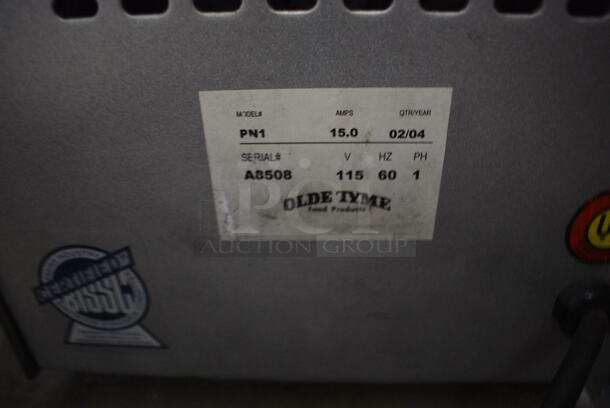 MODEL# AMPS QTR/YEAR
PN1 15.0 02/04
SERIAL# V HZ PH
A8508 115 60 1
OLDE TYME
Food Products
PCI
AUCTION GROUP